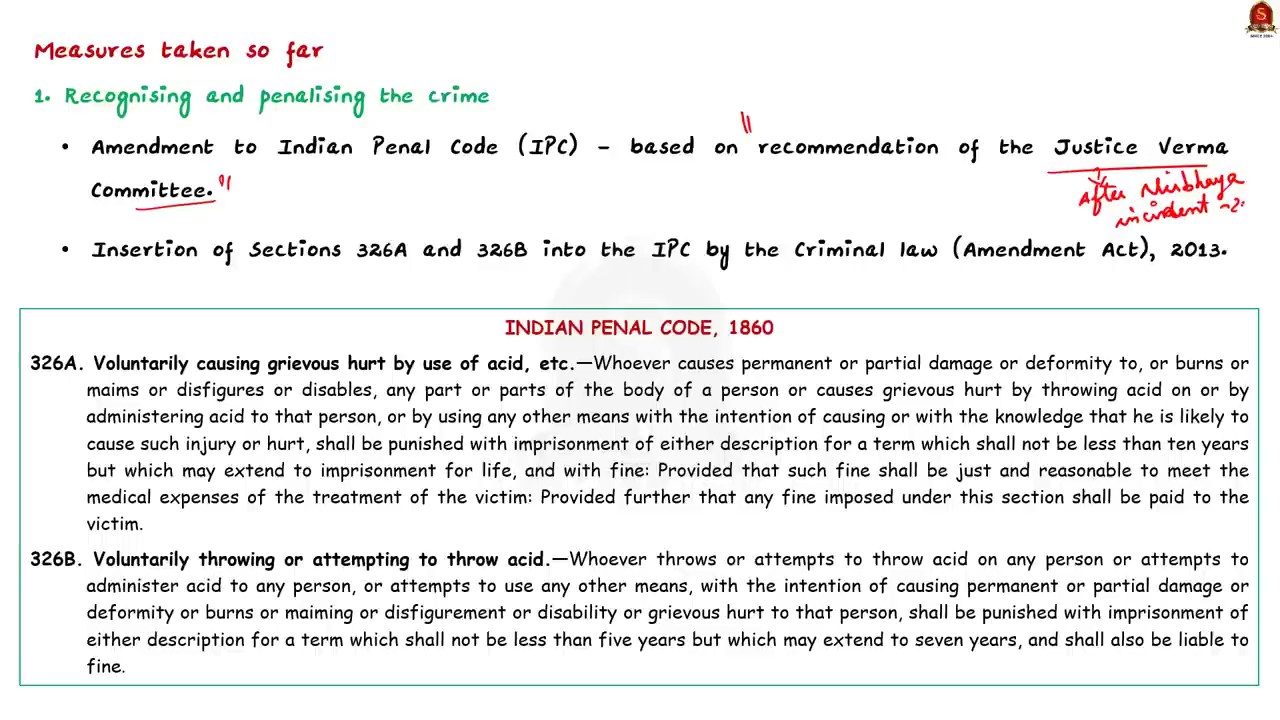 Measures taken so far
1. Recognising and penalising the crime
• Amendment to Indian Penal Code (IPC) - based on "recommendation of the Justice Verma
Committee."
After Nirbhaya
incident
• Insertion of Sections 326A and 326B into the IPC by the Criminal law (Amendment Act), 2013.
INDIAN PENAL CODE, 1860
326A. Voluntarily causing grievous hurt by use of acid, etc.—Whoever causes permanent or partial damage or deformity to, or burns or
maims or disfigures or disables, any part or parts of the body of a person or causes grievous hurt by throwing acid on or by
administering acid to that person, or by using any other means with the intention of causing or with the knowledge that he is likely to
cause such injury or hurt, shall be punished with imprisonment of either description for a term which shall not be less than ten years
but which may extend to imprisonment for life, and with fine: Provided that such fine shall be just and reasonable to meet the
medical expenses of the treatment of the victim: Provided further that any fine imposed under this section shall be paid to the
victim.
326B. Voluntarily throwing or attempting to throw acid.—Whoever throws or attempts to throw acid on any person or attempts to
administer acid to any person, or attempts to use any other means, with the intention of causing permanent or partial damage or
deformity or burns or maiming or disfigurement or disability or grievous hurt to that person, shall be punished with imprisonment of
either description for a term which shall not be less than five years but which may extend to seven years, and shall also be liable to
fine.